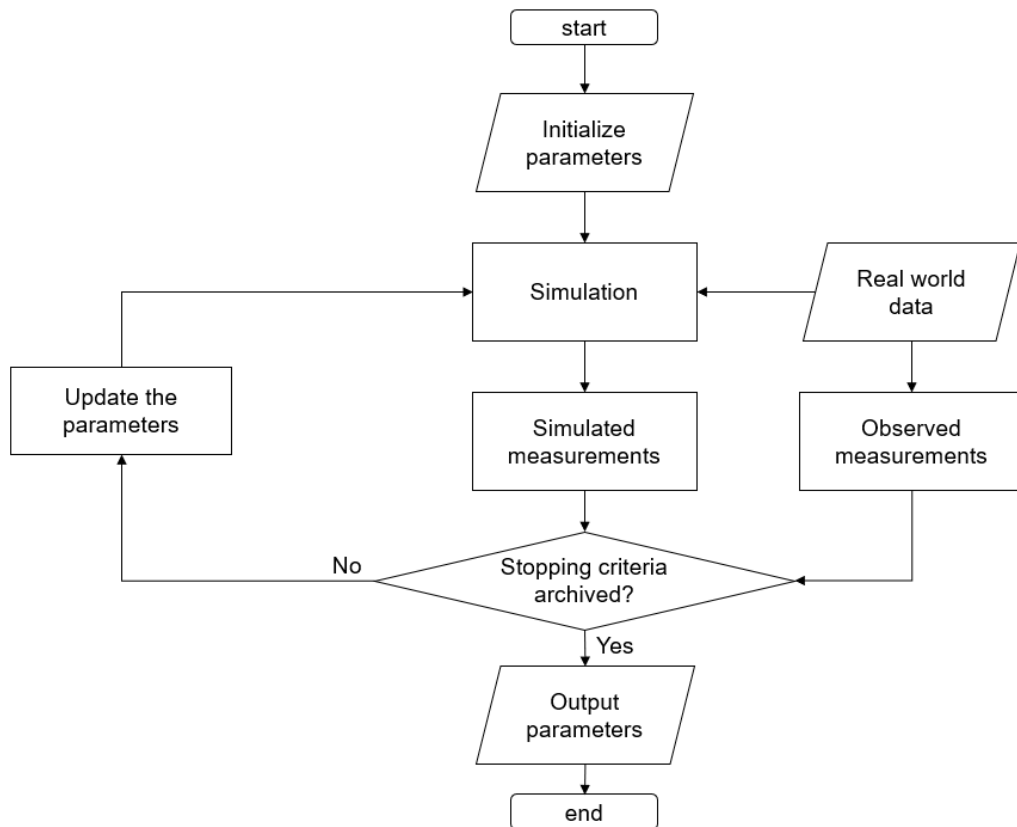 start
Initialize
parameters
Simulation
Real world
data
Update the
parameters
Simulated
measurements
Observed
measurements
No
Stopping criteria
archived?
Yes
Output
parameters
end